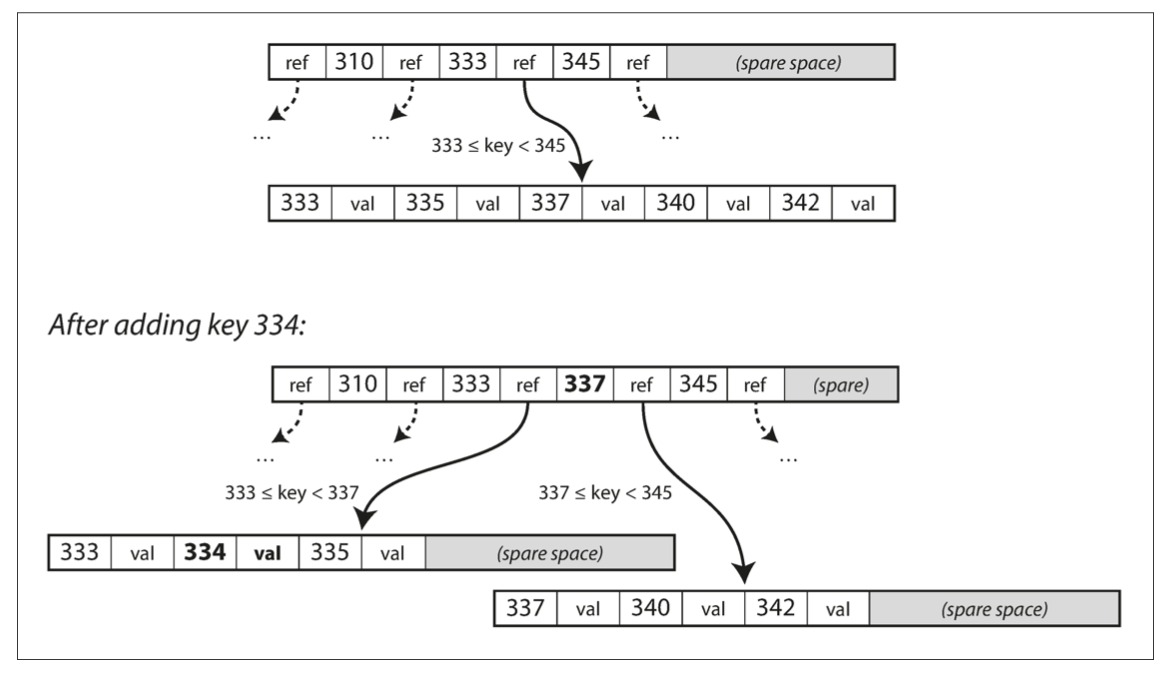 ref 310 ref 333 ref 345 ref (spare space)
... ... ...
333 ≤ key < 345
333 val 335 val 337 val 340 val 342 val
After adding key 334:
ref 310 ref 333 ref 337 ref 345 ref (spare)
... ... ...
333 ≤ key < 337 337 ≤ key < 345
333 val 334 val 335 val (spare space)
337 val 340 val 342 val (spare space)